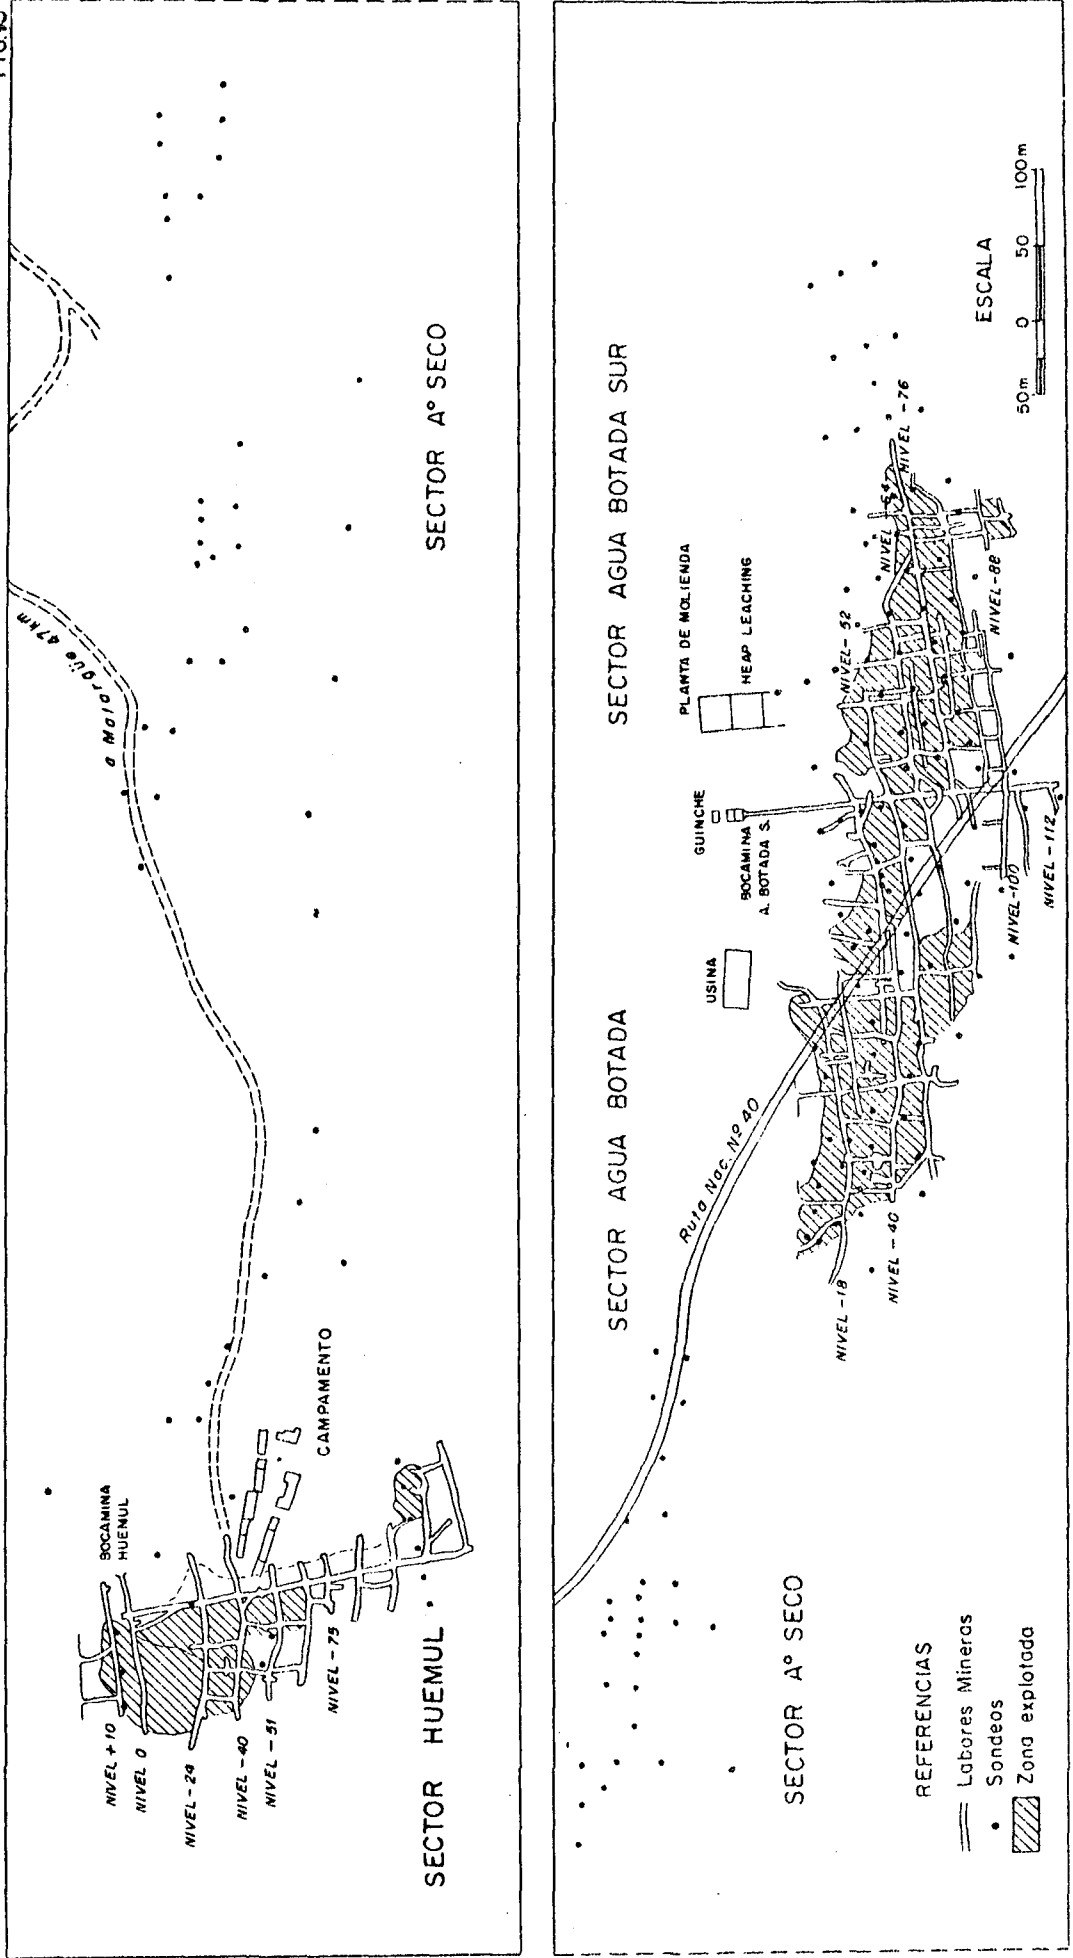 a Malargüe 47 km
SECTOR Aº SECO
BOCAMINA
HUEMUL
CAMPAMENTO
NIVEL +10
NIVEL 0
NIVEL -24
NIVEL -40
NIVEL -51
NIVEL -75
SECTOR HUEMUL
SECTOR AGUA BOTADA
SECTOR AGUA BOTADA SUR
PLANTA DE MOLIENDA
HEAP LEACHING
GUINCHE
BOCAMINA
A. BOTADA S.
USINA
Ruta Nac. Nº 40
NIVEL -52
NIVEL -64
NIVEL -76
NIVEL -88
NIVEL -100
NIVEL -112
NIVEL -18
NIVEL -40
SECTOR Aº SECO
ESCALA
50m 0 50 100m
REFERENCIAS
Labores Mineras
Sondeos
Zona explotada